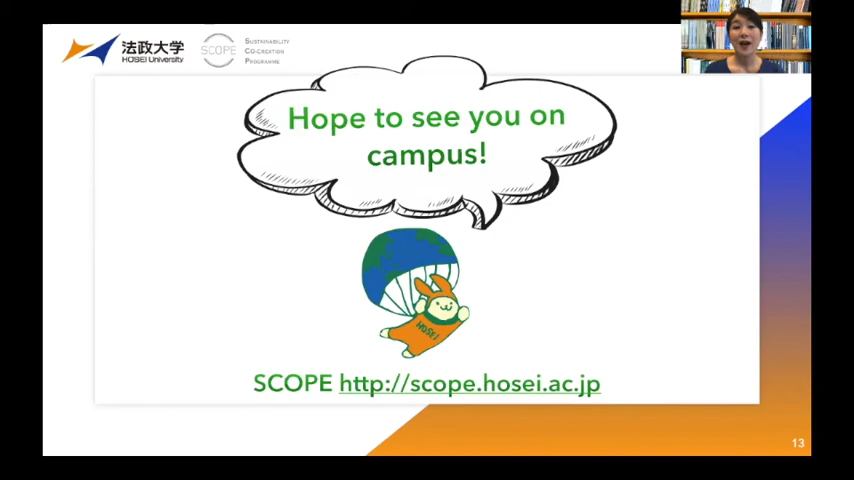 法政大学
HOSEI University
SCOPE
SUSTAINABILITY
CO-CREATION
PROGRAMME
Hope to see you on
campus!
HOSEI
SCOPE http://scope.hosei.ac.jp
13